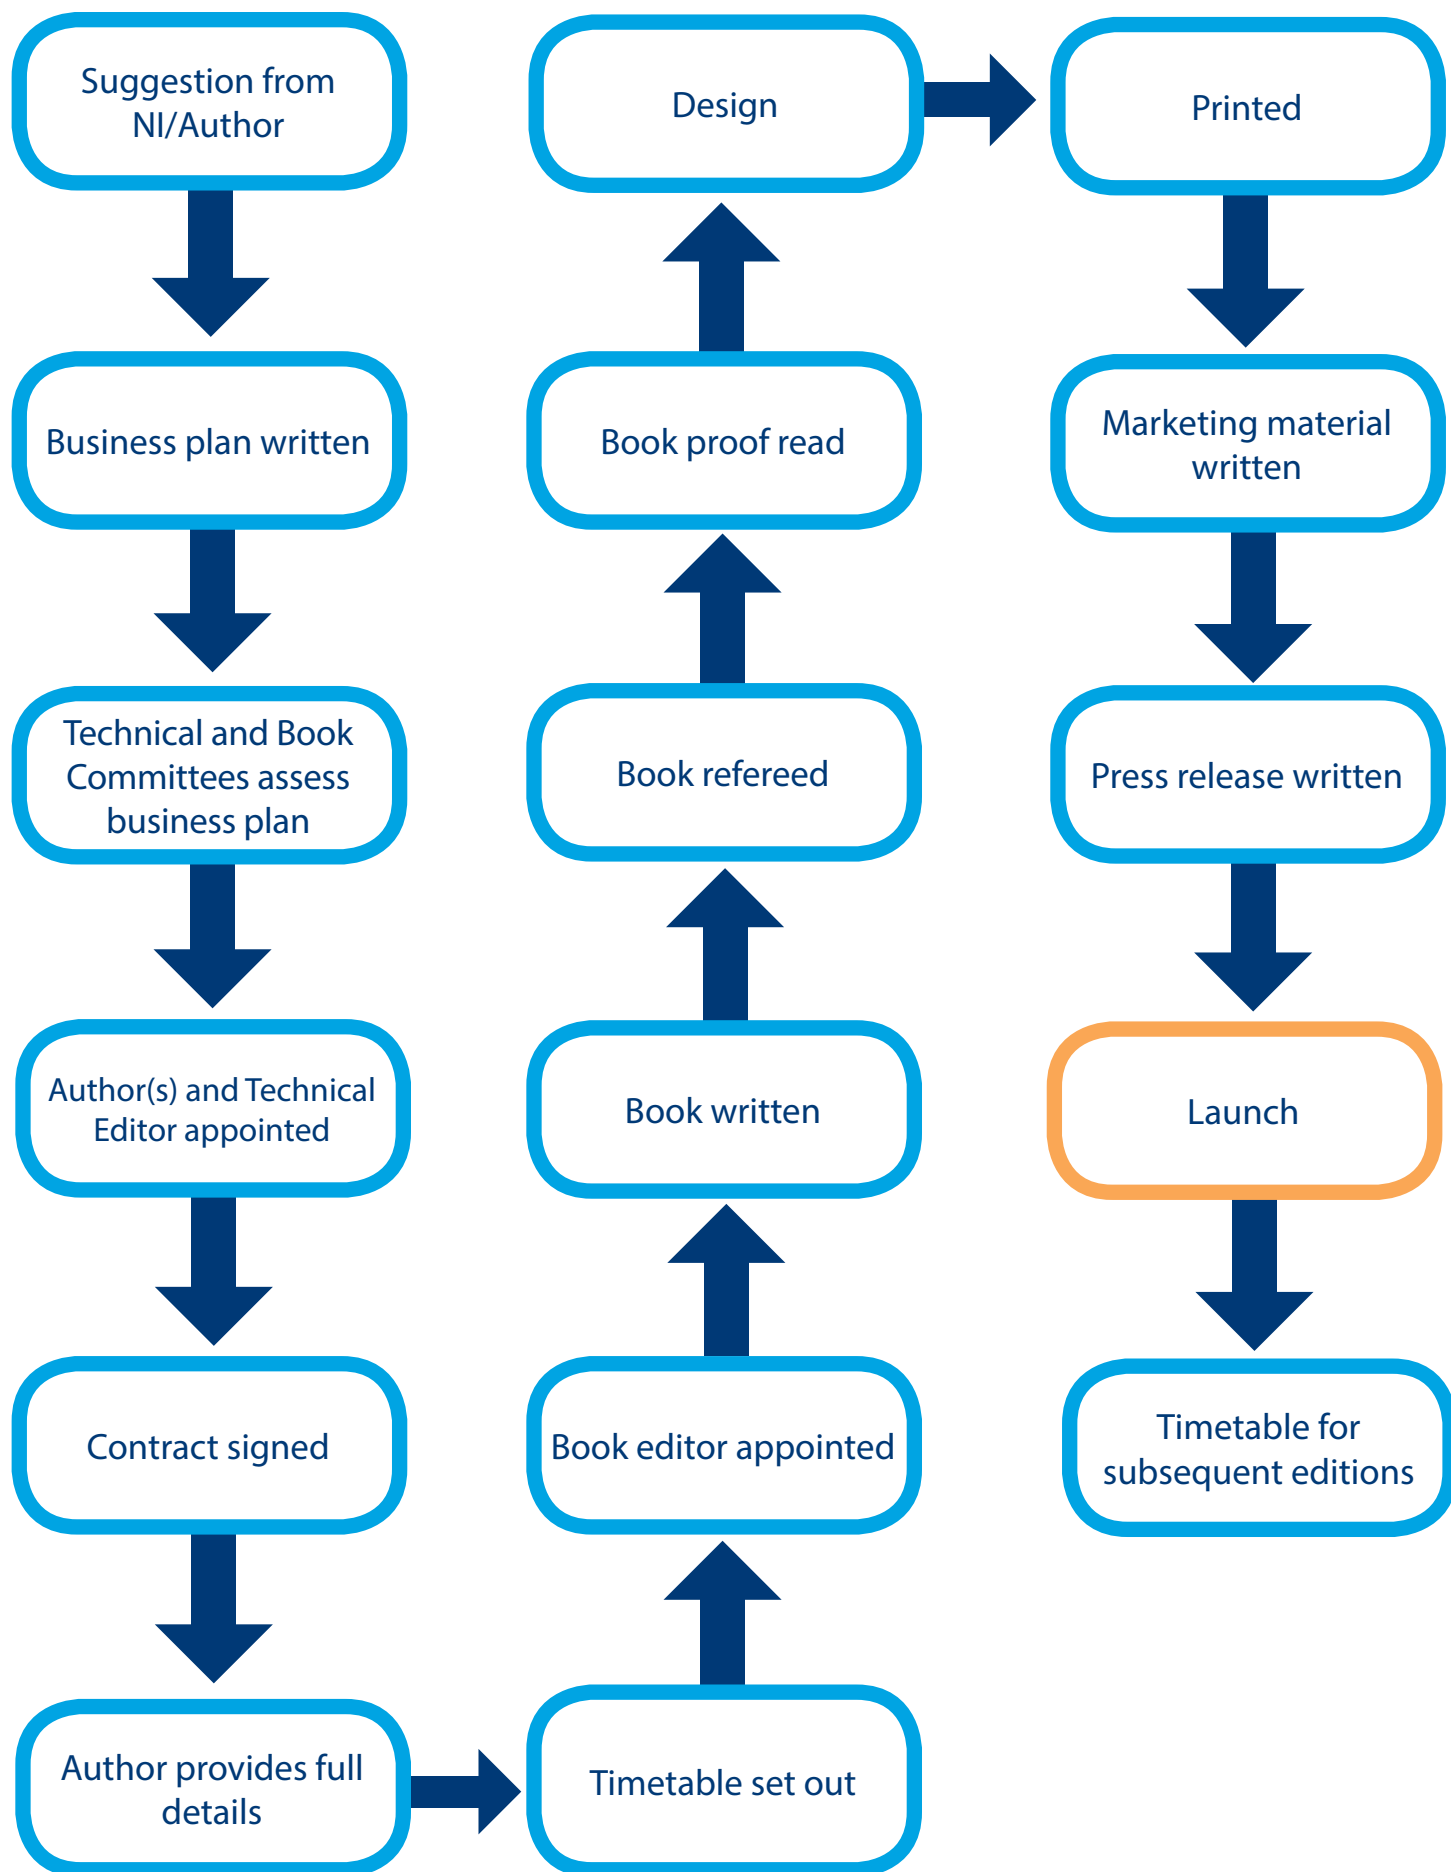 Suggestion from
NI/Author
Business plan written
Technical and Book
Committees assess
business plan
Author(s) and Technical
Editor appointed
Contract signed
Author provides full
details
Timetable set out
Book editor appointed
Book written
Book refereed
Book proof read
Design
Printed
Marketing material
written
Press release written
Launch
Timetable for
subsequent editions